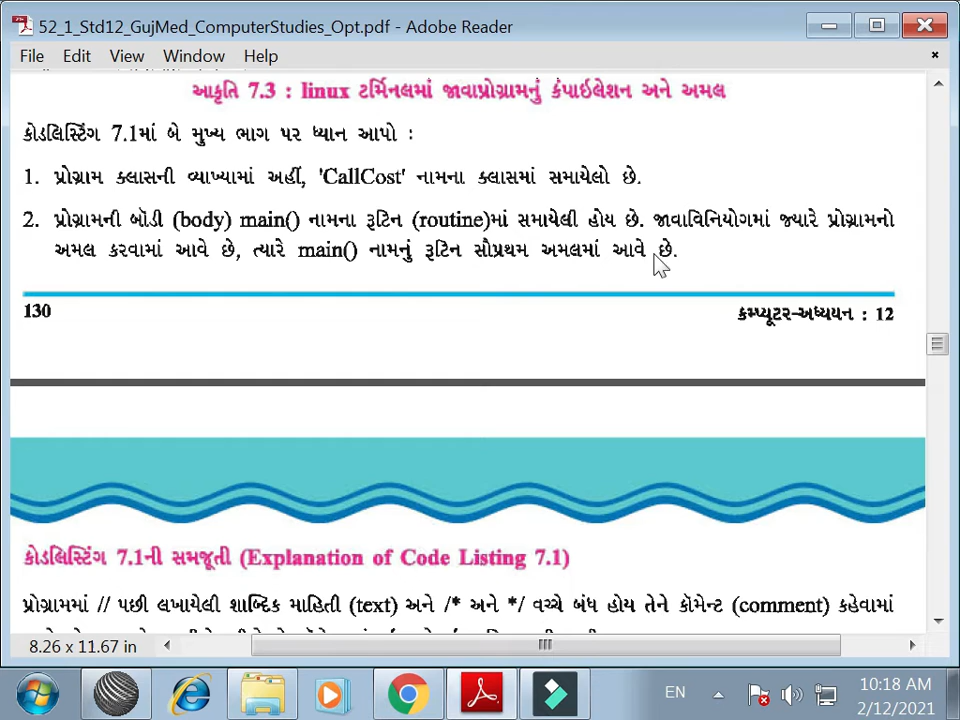 52_1_Std12_GujMed_ComputerStudies_Opt.pdf - Adobe Reader
File Edit View Window Help
આકૃતિ 7.3 : linux ટર્મિનલમાં જાવાપ્રોગ્રામનું કંપાઇલેશન અને અમલ
કોડલિસ્ટિંગ 7.1માં બે મુખ્ય ભાગ પર ધ્યાન આપો :
1. પ્રોગ્રામ ક્લાસની વ્યાખ્યામાં અહીં, 'CallCost' નામના ક્લાસમાં સમાયેલો છે.
2. પ્રોગ્રામની બૉડી (body) main() નામના રૂટિન (routine)માં સમાયેલી હોય છે. જાવાવિનિયોગમાં જ્યારે પ્રોગ્રામનો
અમલ કરવામાં આવે છે, ત્યારે main() નામનું રૂટિન સૌપ્રથમ અમલમાં આવે છે.
130
કમ્પ્યૂટર-અધ્યયન : 12
કોડલિસ્ટિંગ 7.1ની સમજૂતી (Explanation of Code Listing 7.1)
પ્રોગ્રામમાં // પછી લખાયેલી શાબ્દિક માહિતી (text) અને /* અને */ વચ્ચે બંધ હોય તેને કૉમેન્ટ (comment) કહેવામાં
8.26 x 11.67 in
EN
10:18 AM
2/12/2021